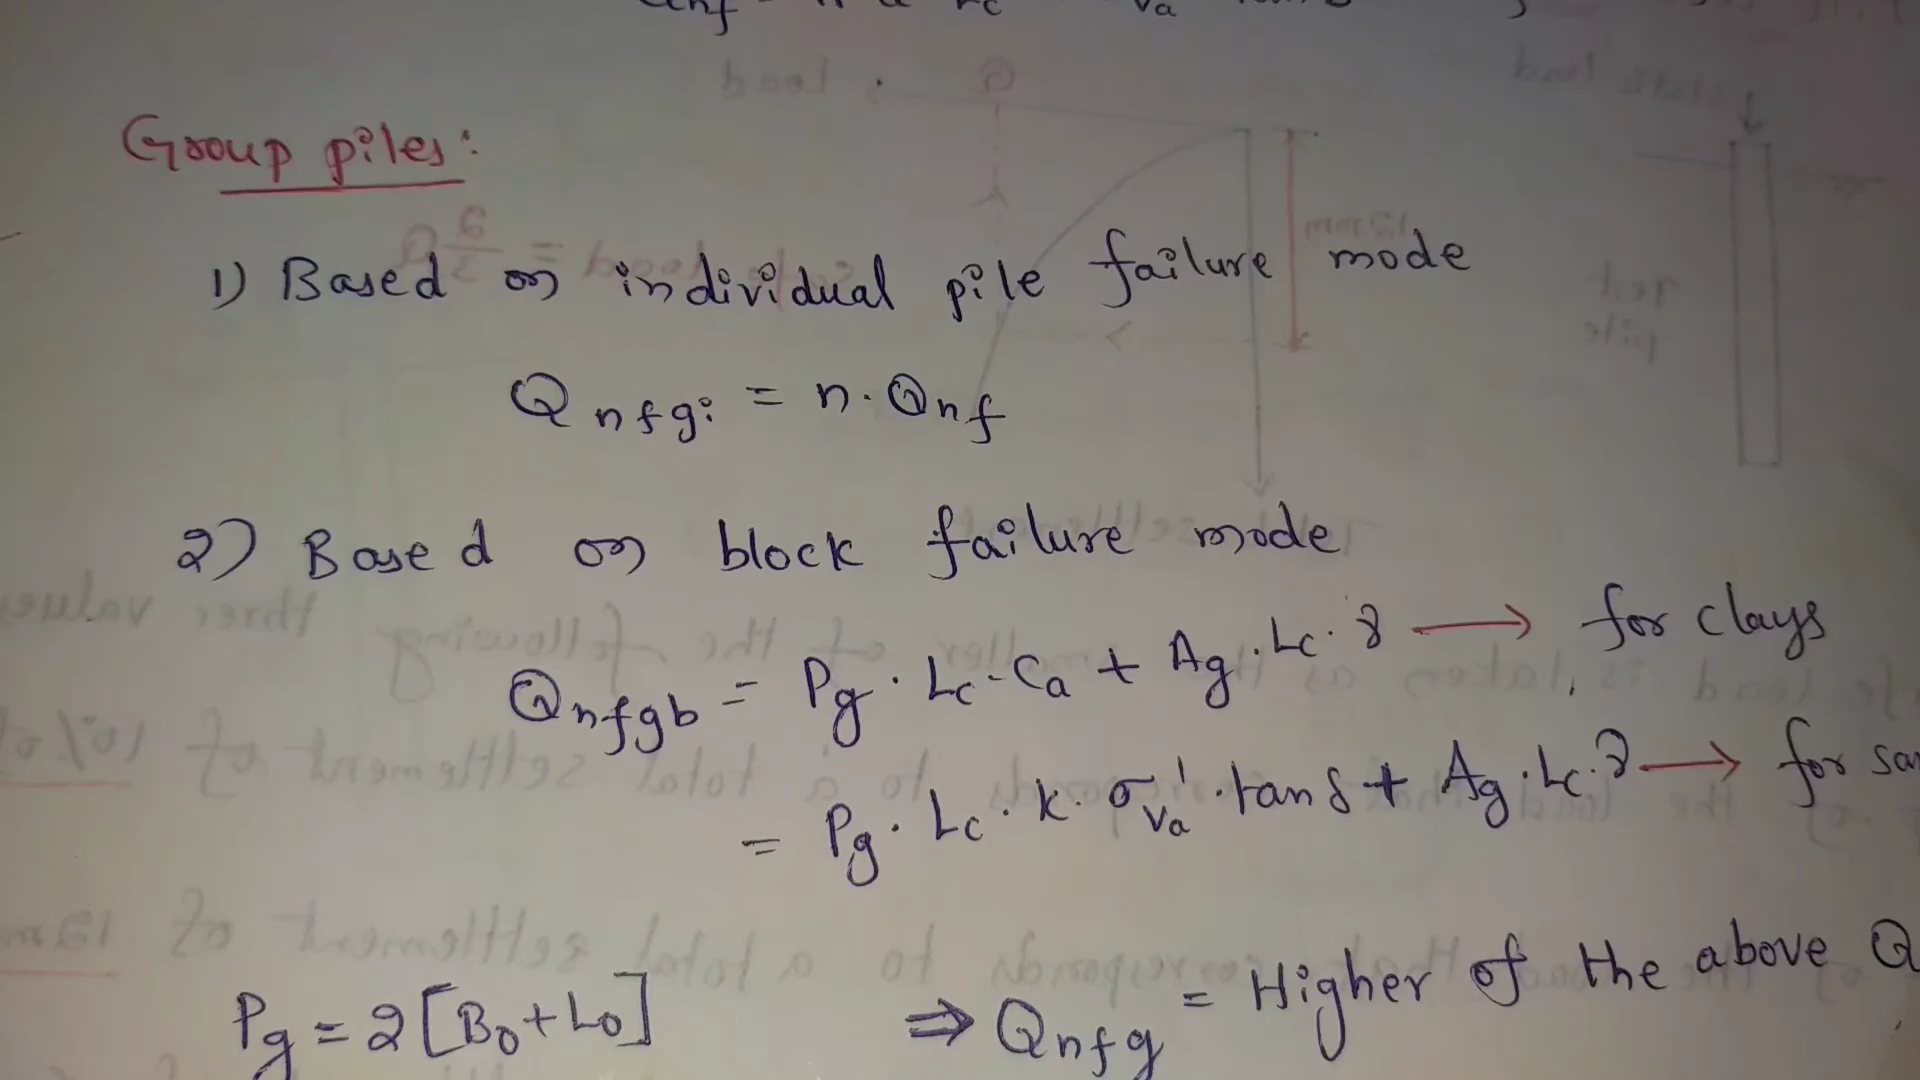 Group piles:
1) Based on individual pile failure mode
Qnfgi = n. Qnf
2) Based on block failure mode
Qnfgb = Pg . Lc . Ca + Ag . Lc . γ → for clays
= Pg . Lc . k . σva' . tan δ + Ag . Lc . γ → for
Pg = 2 [B0 + L0]
⇒ Qnfg = Higher of the above Q